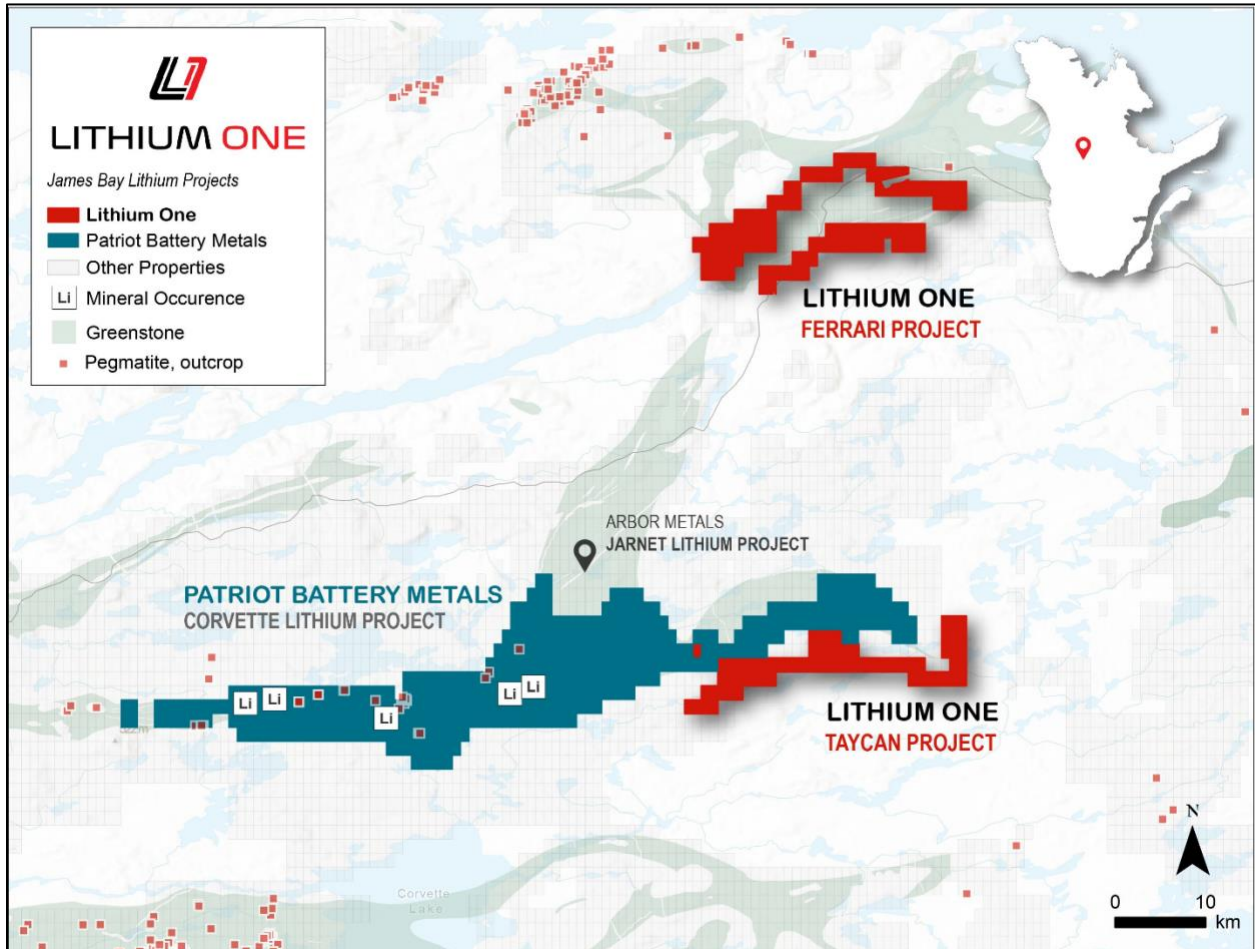 LITHIUM ONE
James Bay Lithium Projects
Lithium One
Patriot Battery Metals
Other Properties
Li Mineral Occurence
Greenstone
Pegmatite, outcrop
LITHIUM ONE
FERRARI PROJECT
ARBOR METALS
JARNET LITHIUM PROJECT
PATRIOT BATTERY METALS
CORVETTE LITHIUM PROJECT
Li
Li
Li
Li
Li
LITHIUM ONE
TAYCAN PROJECT
Corvette
Lake
N
0 10
km